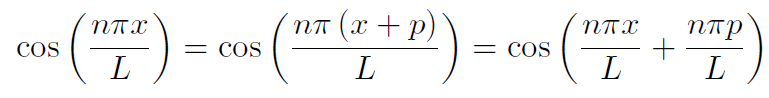 cos(nπx/L) = cos(nπ(x + p)/L) = cos(nπx/L + nπp/L)